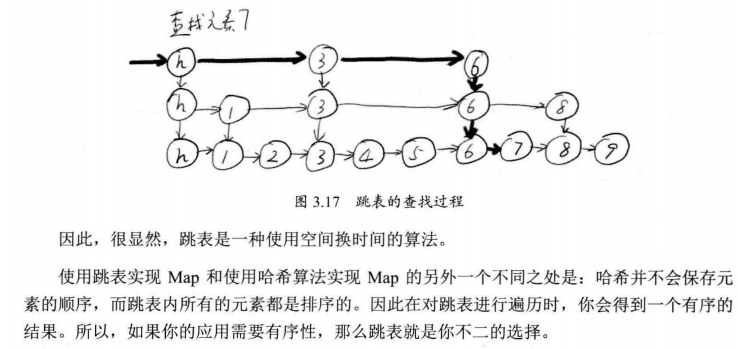 查找元素7
h 3 6
h 1 3 6 8
h 1 2 3 4 5 6 7 8 9
图 3.17 跳表的查找过程
因此，很显然，跳表是一种使用空间换时间的算法。
使用跳表实现 Map 和使用哈希算法实现 Map 的另外一个不同之处是：哈希并不会保存元
素的顺序，而跳表内所有的元素都是排序的。因此在对跳表进行遍历时，你会得到一个有序的
结果。所以，如果你的应用需要有序性，那么跳表就是你不二的选择。